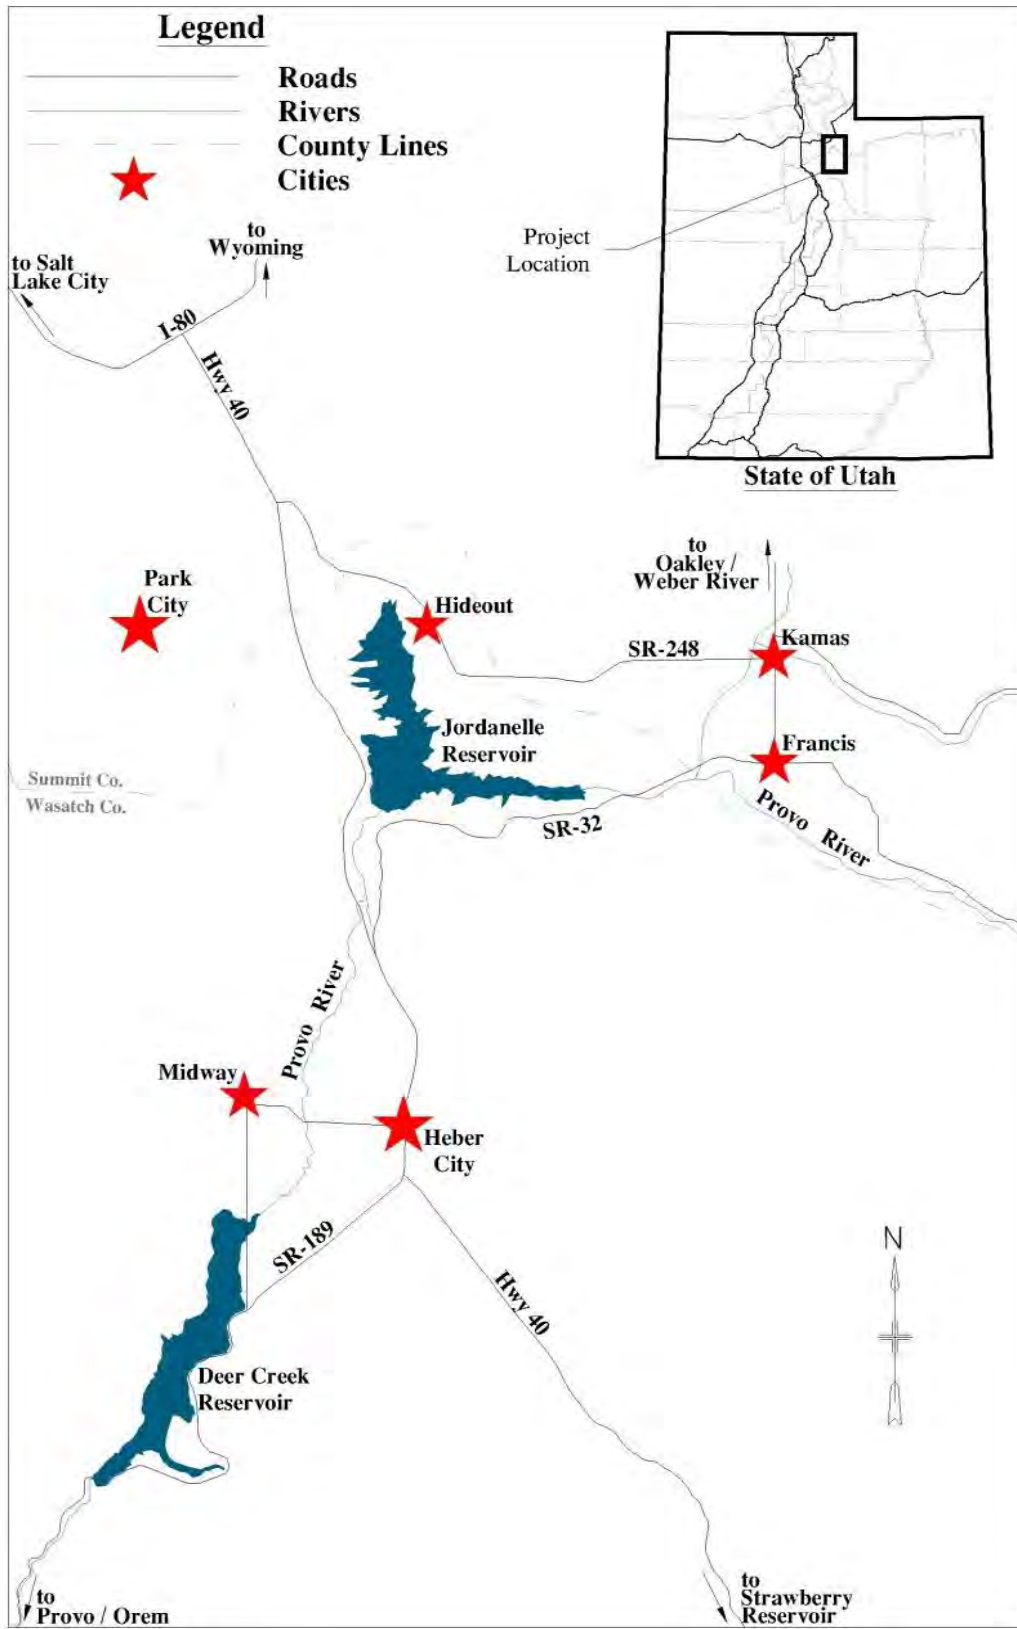 Legend
Roads
Rivers
County Lines
Cities
to
Wyoming
to Salt
Lake City
I-80
Hwy 40
Project
Location
State of Utah
Park
City
Hideout
to
Oakley /
Weber River
Kamas
SR-248
Jordanelle
Reservoir
Francis
Summit Co.
Wasatch Co.
SR-32
Provo River
Provo River
Midway
Heber
City
SR-189
Hwy 40
N
Deer Creek
Reservoir
to
Provo / Orem
to
Strawberry
Reservoir